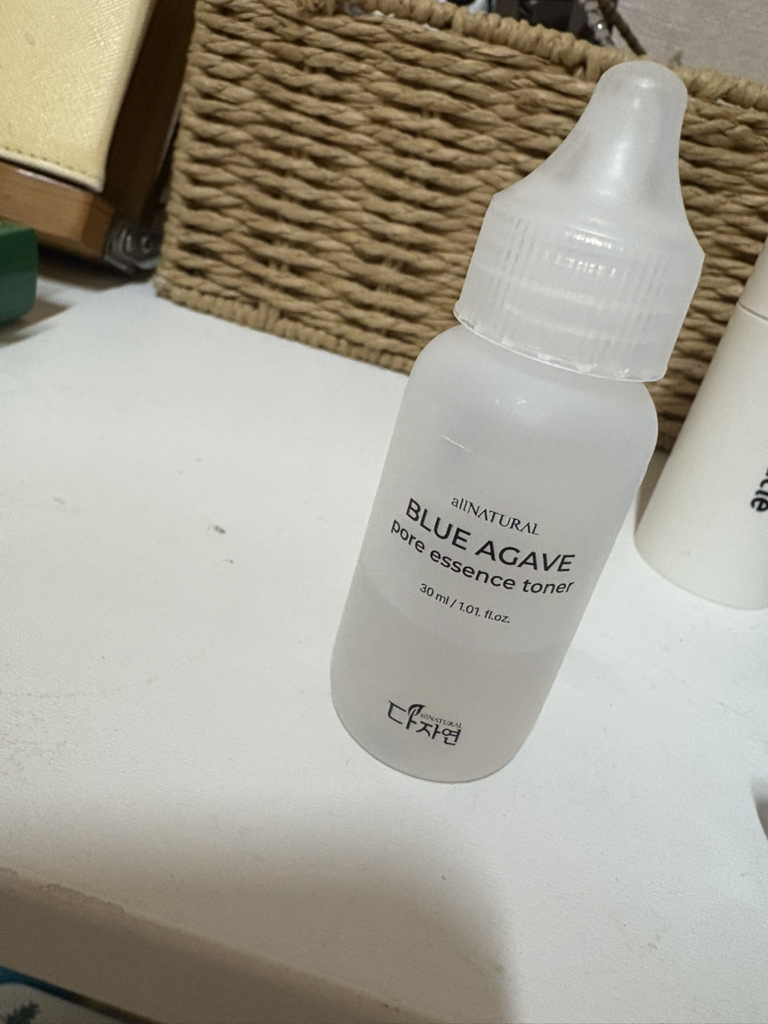 allNATURAL
BLUE AGAVE
pore essence toner
30 ml / 1.01. fl.oz.
allNATURAL
다자연